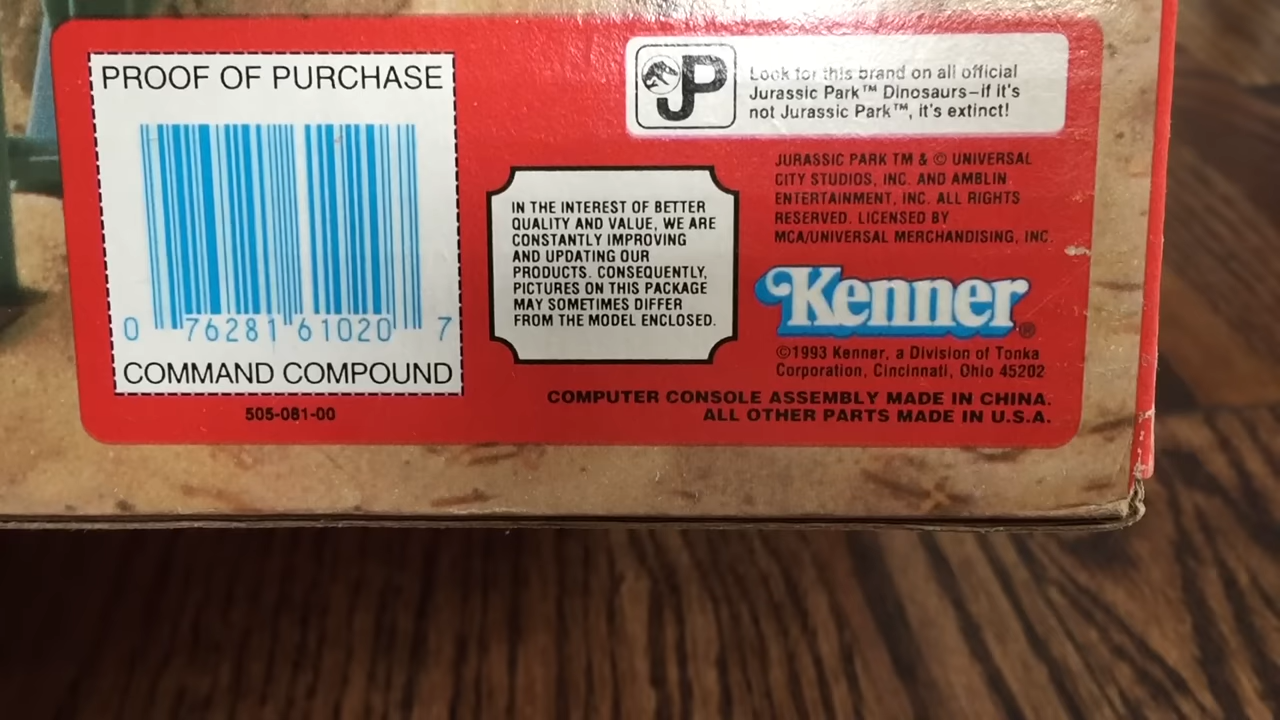 PROOF OF PURCHASE
0 76281 61020 7
COMMAND COMPOUND
505-081-00
JP
Look for this brand on all official
Jurassic Park™ Dinosaurs—if it's
not Jurassic Park™, it's extinct!
IN THE INTEREST OF BETTER
QUALITY AND VALUE, WE ARE
CONSTANTLY IMPROVING
AND UPDATING OUR
PRODUCTS. CONSEQUENTLY,
PICTURES ON THIS PACKAGE
MAY SOMETIMES DIFFER
FROM THE MODEL ENCLOSED.
JURASSIC PARK TM & © UNIVERSAL
CITY STUDIOS, INC. AND AMBLIN
ENTERTAINMENT, INC. ALL RIGHTS
RESERVED. LICENSED BY
MCA/UNIVERSAL MERCHANDISING, INC.
Kenner®
©1993 Kenner, a Division of Tonka
Corporation, Cincinnati, Ohio 45202
COMPUTER CONSOLE ASSEMBLY MADE IN CHINA.
ALL OTHER PARTS MADE IN U.S.A.